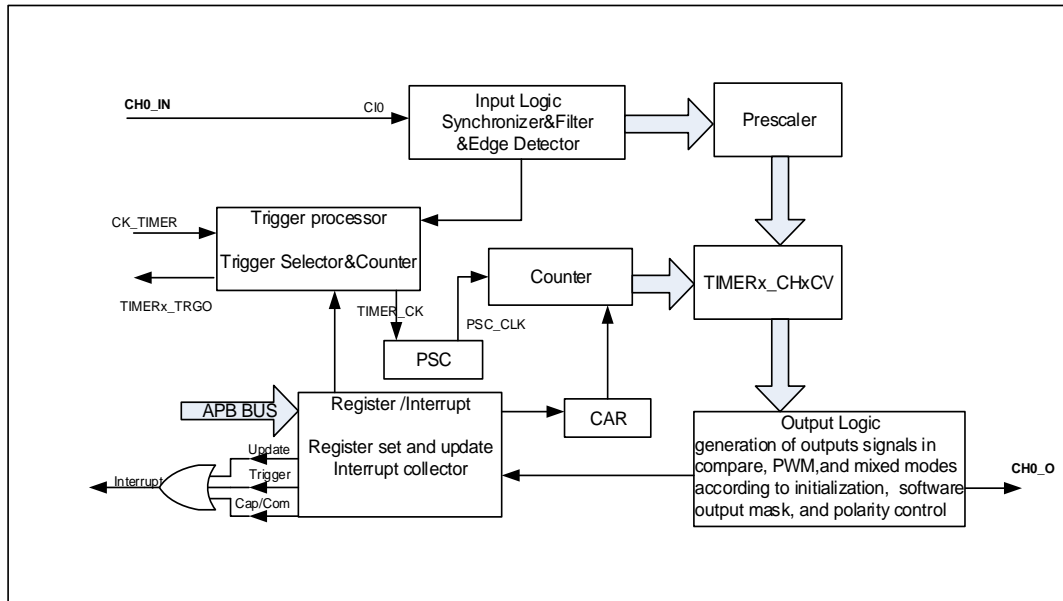 CH0_IN
CI0
Input Logic
Synchronizer&Filter
&Edge Detector
Prescaler
CK_TIMER
Trigger processor
Trigger Selector&Counter
TIMERx_TRGO
TIMER_CK
PSC
PSC_CLK
Counter
TIMERx_CHxCV
APB BUS
Register /Interrupt
Register set and update
Interrupt collector
CAR
Update
Trigger
Cap/Com
Interrupt
Output Logic
generation of outputs signals in
compare, PWM,and mixed modes
according to initialization, software
output mask, and polarity control
CH0_O